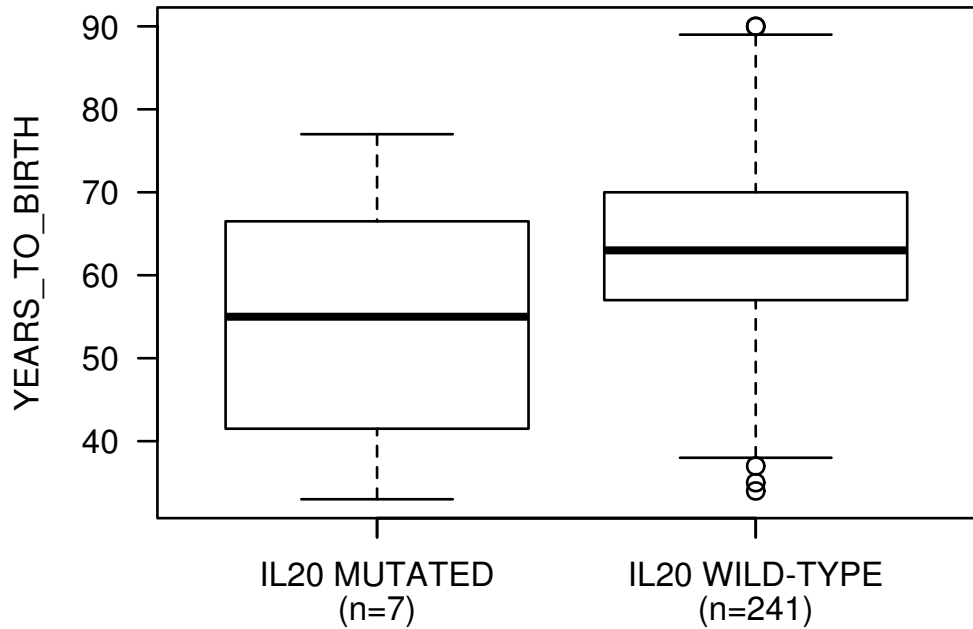 YEARS_TO_BIRTH
90
80
70
60
50
40
IL20 MUTATED
(n=7)
IL20 WILD-TYPE
(n=241)